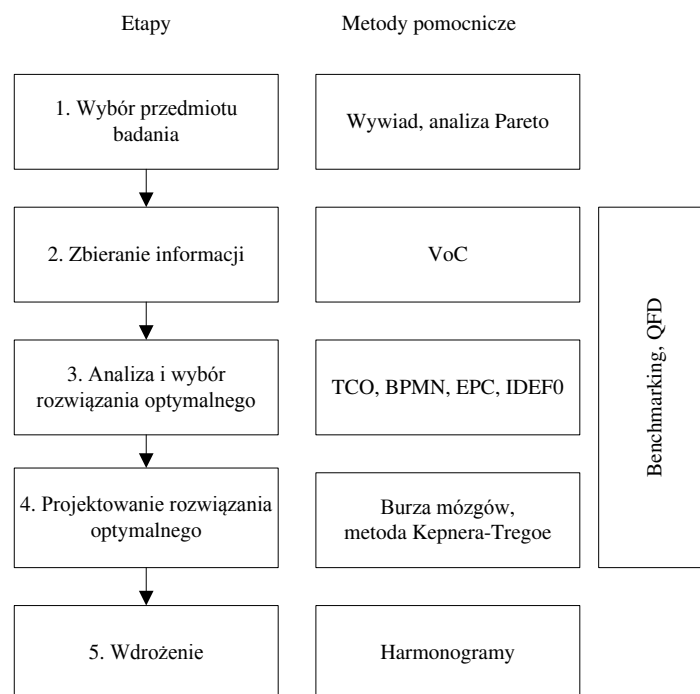 Etapy
Metody pomocnicze
1. Wybór przedmiotu
badania
Wywiad, analiza Pareto
2. Zbieranie informacji
VoC
Benchmarking, QFD
3. Analiza i wybór
rozwiązania optymalnego
TCO, BPMN, EPC, IDEF0
4. Projektowanie rozwiązania
optymalnego
Burza mózgów,
metoda Kepnera-Tregoe
5. Wdrożenie
Harmonogramy